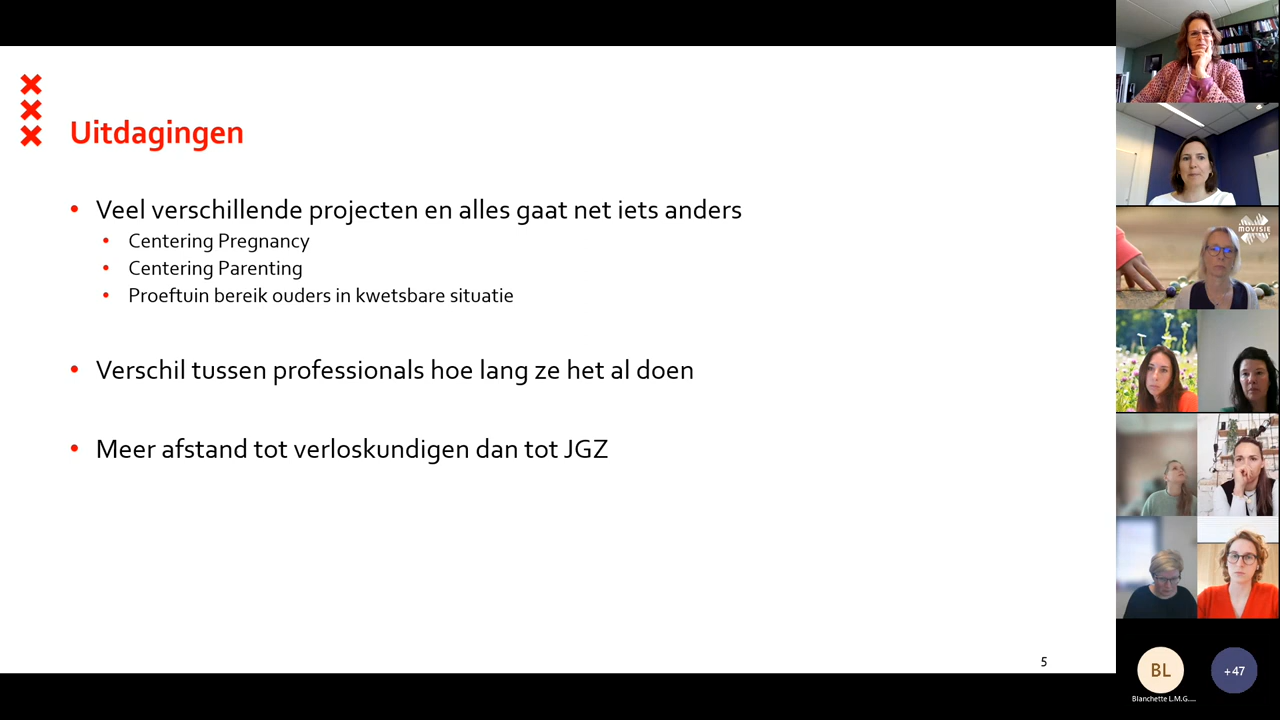 Uitdagingen
• Veel verschillende projecten en alles gaat net iets anders
• Centering Pregnancy
• Centering Parenting
• Proeftuin bereik ouders in kwetsbare situatie
• Verschil tussen professionals hoe lang ze het al doen
• Meer afstand tot verloskundigen dan tot JGZ
5
MOVISIE
BL
+47
Blanchette L.M.G....